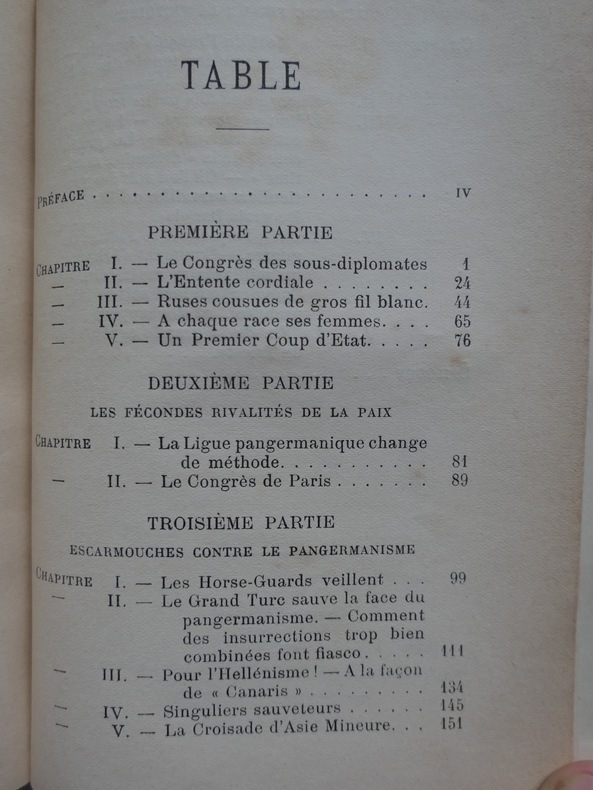 TABLE
PRÉFACE . . . . . . . . . . . . . . . . . . . . . . . . . IV
PREMIÈRE PARTIE
CHAPITRE I. — Le Congrès des sous-diplomates 1
— II. — L'Entente cordiale . . . . . . . . 24
— III. — Ruses cousues de gros fil blanc. 44
— IV. — A chaque race ses femmes. . . . 65
— V. — Un Premier Coup d'Etat. . . . . 76
DEUXIÈME PARTIE
LES FÉCONDES RIVALITÉS DE LA PAIX
CHAPITRE I. — La Ligue pangermanique change
de méthode. . . . . . . . . . . . 81
— II. — Le Congrès de Paris . . . . . . . 89
TROISIÈME PARTIE
ESCARMOUCHES CONTRE LE PANGERMANISME
CHAPITRE I. — Les Horse-Guards veillent . . . 99
— II. — Le Grand Turc sauve la face du
pangermanisme. — Comment
des insurrections trop bien
combinées font fiasco . . . . . 111
— III. — Pour l'Hellénisme ! — A la façon
de « Canaris » . . . . . . . . . . 134
— IV. — Singuliers sauveteurs . . . . . . 145
— V. — La Croisade d'Asie Mineure. . . 151